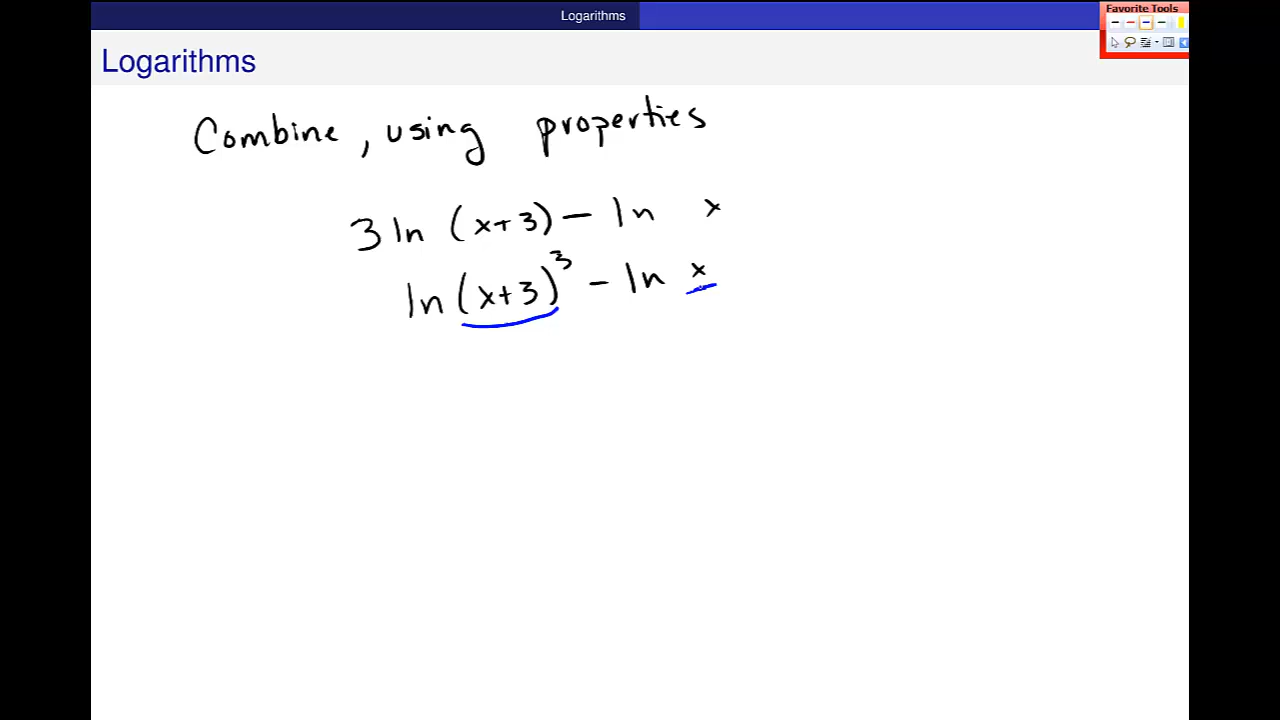 Logarithms
Favorite Tools
Logarithms
Combine, using properties
3 ln (x+3) − ln x
ln (x+3)³ − ln x